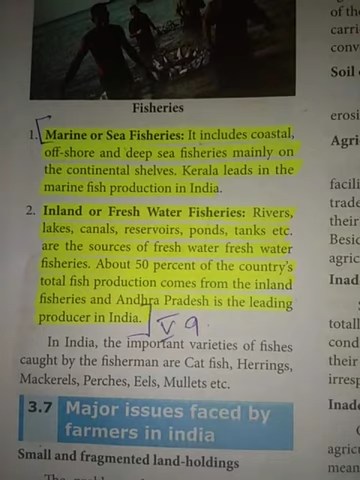 Fisheries
1. Marine or Sea Fisheries: It includes coastal,
off-shore and deep sea fisheries mainly on
the continental shelves. Kerala leads in the
marine fish production in India.
2. Inland or Fresh Water Fisheries: Rivers,
lakes, canals, reservoirs, ponds, tanks etc.
are the sources of fresh water fresh water
fisheries. About 50 percent of the country's
total fish production comes from the inland
fisheries and Andhra Pradesh is the leading
producer in India. V 9
In India, the important varieties of fishes
caught by the fisherman are Cat fish, Herrings,
Mackerels, Perches, Eels, Mullets etc.
3.7 Major issues faced by
farmers in india
Small and fragmented land-holdings
of the
carri
conv
Soil
erosi
Agri
facili
trade
their
Besid
agric
Inad
totall
cond
their
irresp
Inade
agric
mean